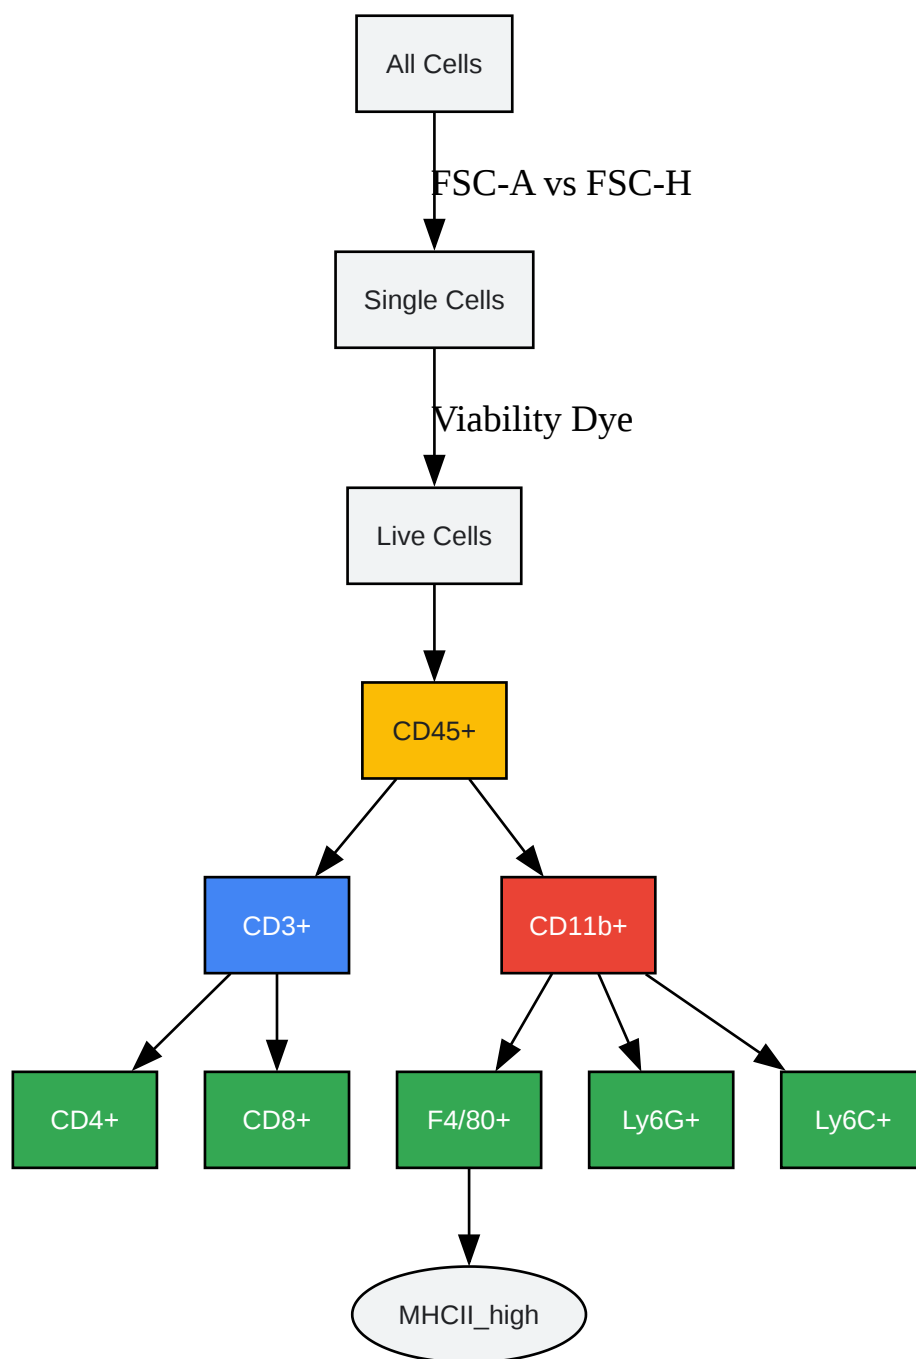 All Cells
FSC-A vs FSC-H
Single Cells
Viability Dye
Live Cells
CD45+
CD3+
CD11b+
CD4+
CD8+
F4/80+
Ly6G+
Ly6C+
MHCII_high